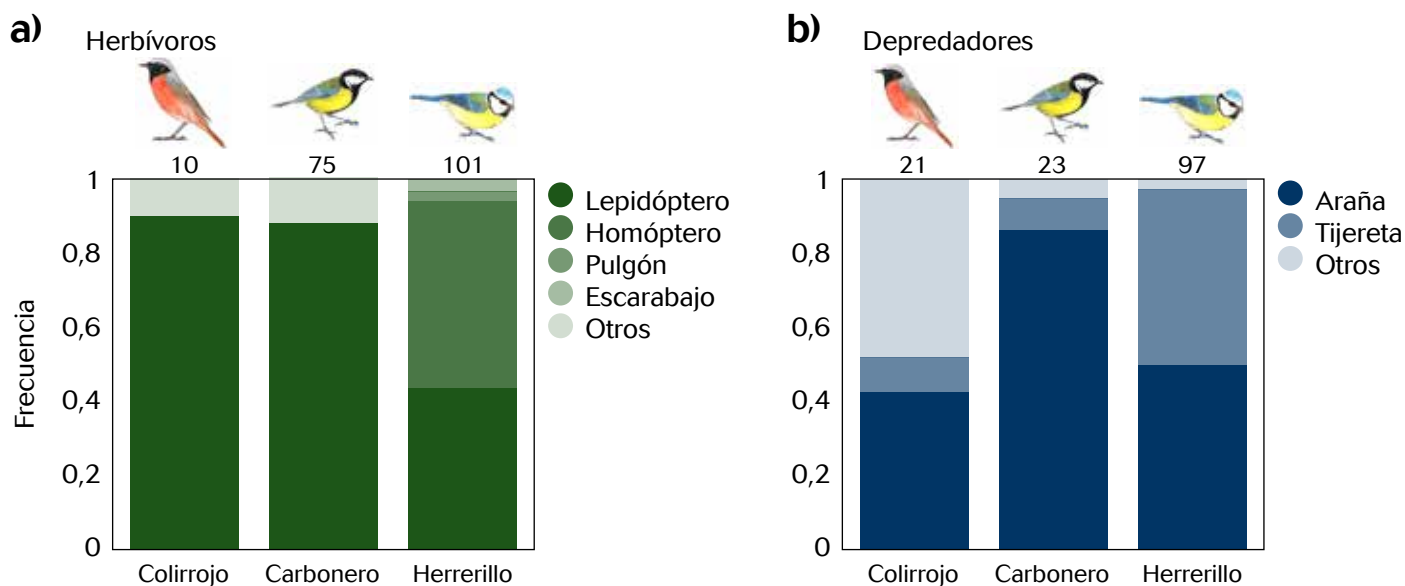 a)
Herbívoros
10 75 101
Frecuencia
1
0,8
0,6
0,4
0,2
0
Colirrojo Carbonero Herrerillo
Lepidóptero
Homóptero
Pulgón
Escarabajo
Otros
b)
Depredadores
21 23 97
1
0,8
0,6
0,4
0,2
0
Colirrojo Carbonero Herrerillo
Araña
Tijereta
Otros